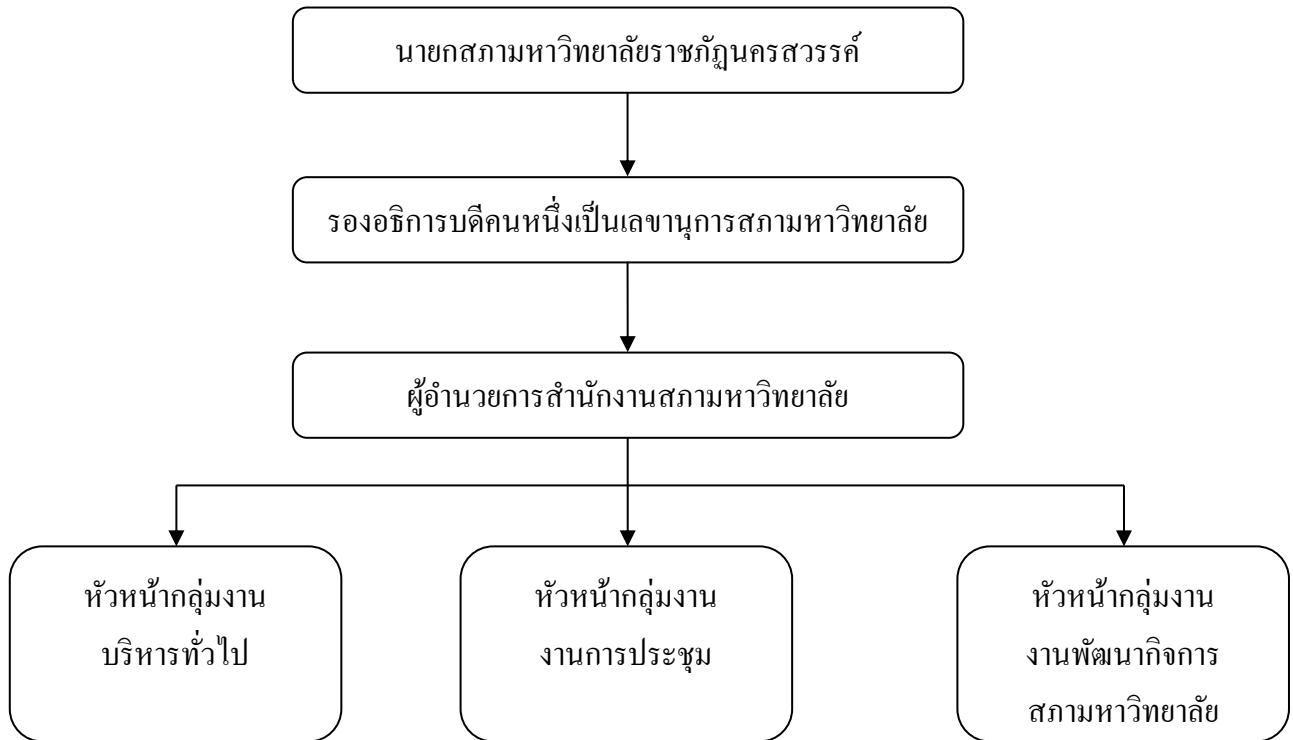 นายกสภามหาวิทยาลัยราชภัฏนครสวรรค์
รองอธิการบดีคนหนึ่งเป็นเลขานุการสภามหาวิทยาลัย
ผู้อำนวยการสำนักงานสภามหาวิทยาลัย
หัวหน้ากลุ่มงาน
บริหารทั่วไป
หัวหน้ากลุ่มงาน
งานการประชุม
หัวหน้ากลุ่มงาน
งานพัฒนากิจการ
สภามหาวิทยาลัย